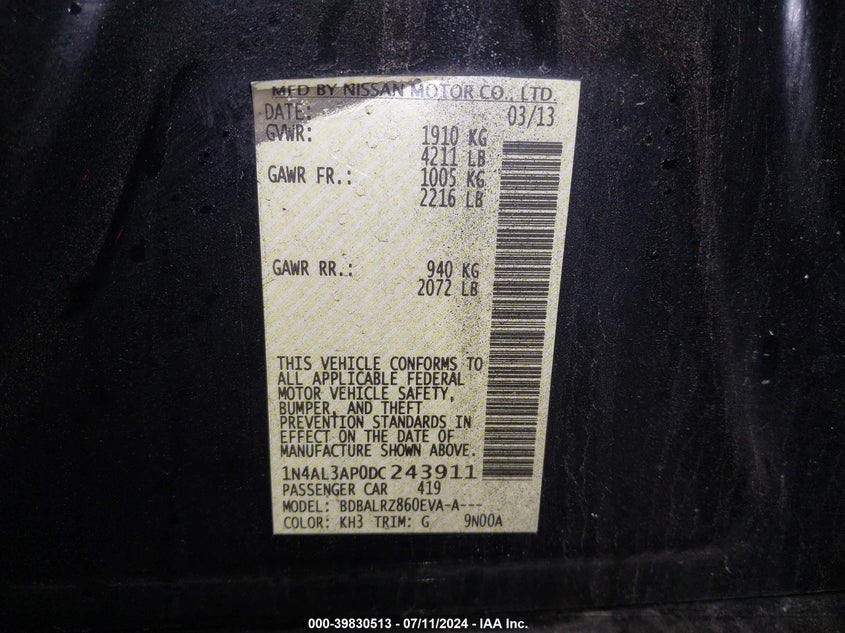 MFD BY NISSAN MOTOR CO., LTD.
DATE: 03/13
GVWR: 1910 KG
4211 LB
GAWR FR.: 1005 KG
2216 LB
GAWR RR.: 940 KG
2072 LB
THIS VEHICLE CONFORMS TO
ALL APPLICABLE FEDERAL
MOTOR VEHICLE SAFETY,
BUMPER, AND THEFT
PREVENTION STANDARDS IN
EFFECT ON THE DATE OF
MANUFACTURE SHOWN ABOVE.
1N4AL3AP0DC243911
PASSENGER CAR 419
MODEL: BDBALRZ860EVA-A---
COLOR: KH3 TRIM: G 9N00A
000-39830513 - 07/11/2024 - IAA Inc.